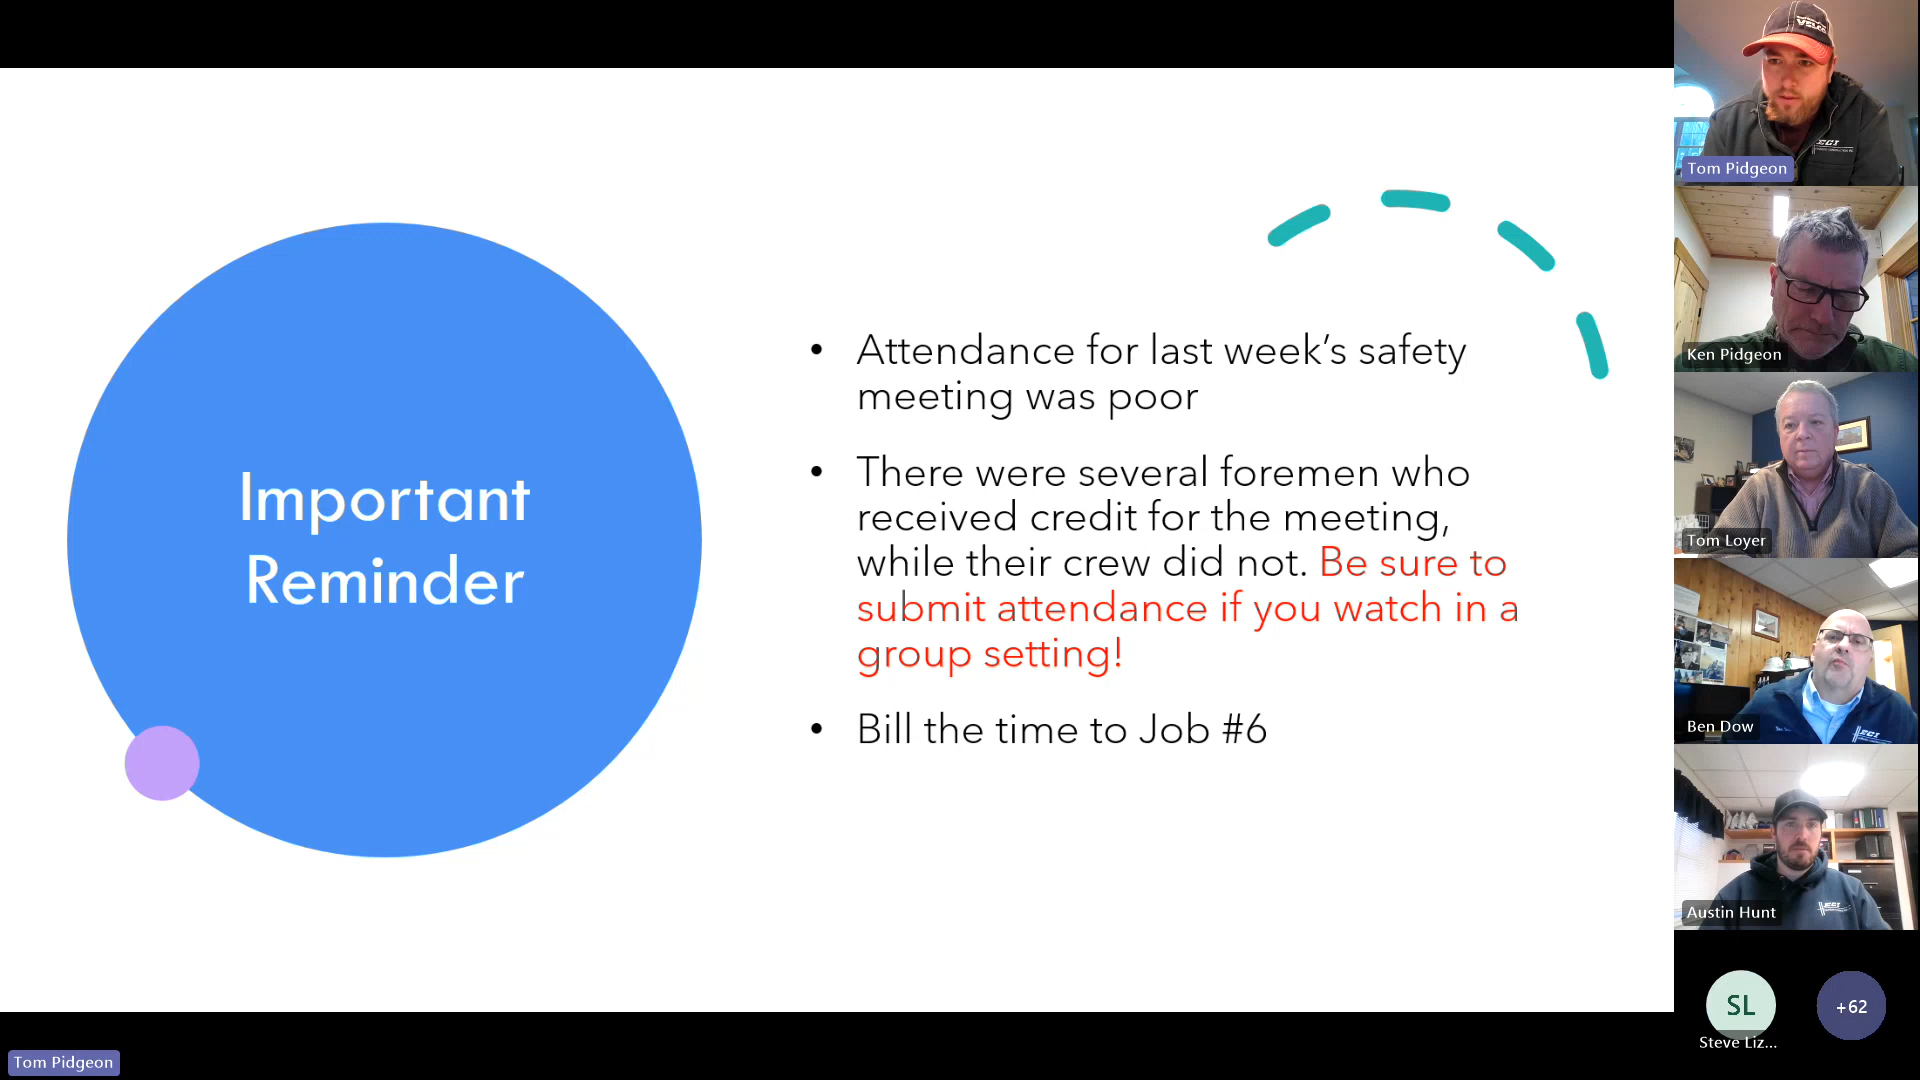 Important
Reminder
• Attendance for last week’s safety
meeting was poor
• There were several foremen who
received credit for the meeting,
while their crew did not. Be sure to
submit attendance if you watch in a
group setting!
• Bill the time to Job #6
Tom Pidgeon
ECI
Tom Pidgeon
Ken Pidgeon
Tom Loyer
Ben Dow
ECI
Austin Hunt
ECI
SL
Steve Liz...
+62